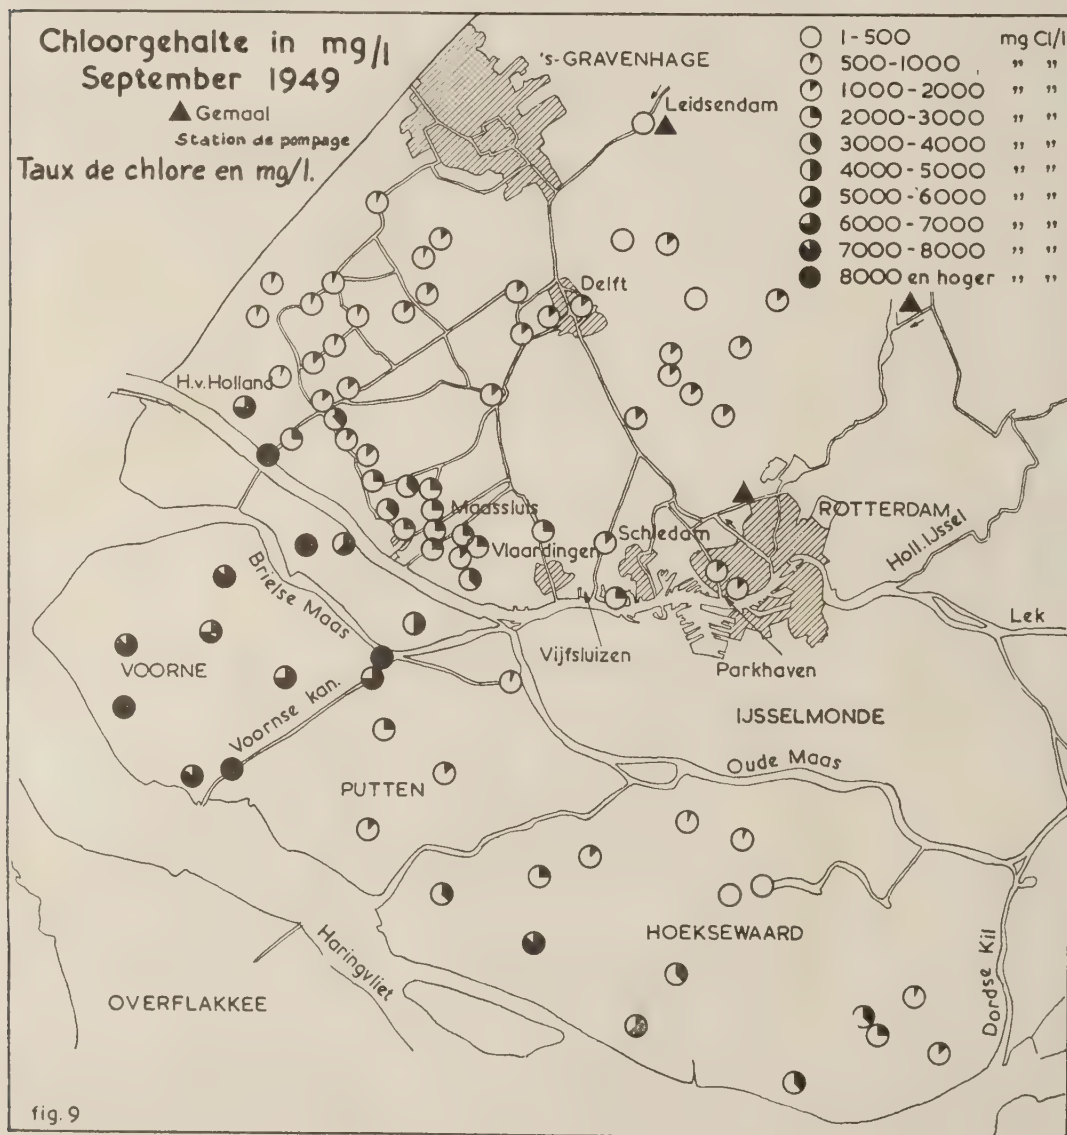 Chloorgehalte in mg/l
September 1949
▲ Gemaal
Station de pompage
Taux de chlore en mg/l.
1-500 mg Cl/l
500-1000 " "
1000-2000 " "
2000-3000 " "
3000-4000 " "
4000-5000 " "
5000-6000 " "
6000-7000 " "
7000-8000 " "
8000 en hoger " "
's-GRAVENHAGE
Leidsendam
Delft
H.v.Holland
Maassluis
Vlaardingen
Schiedam
ROTTERDAM
Holl. IJssel
Lek
Brielse Maas
Vijfsluizen
Parkhaven
VOORNE
Voornse kan.
IJSSELMONDE
Oude Maas
PUTTEN
HOEKSEWAARD
Haringvliet
Dordse Kil
OVERFLAKKEE
fig. 9